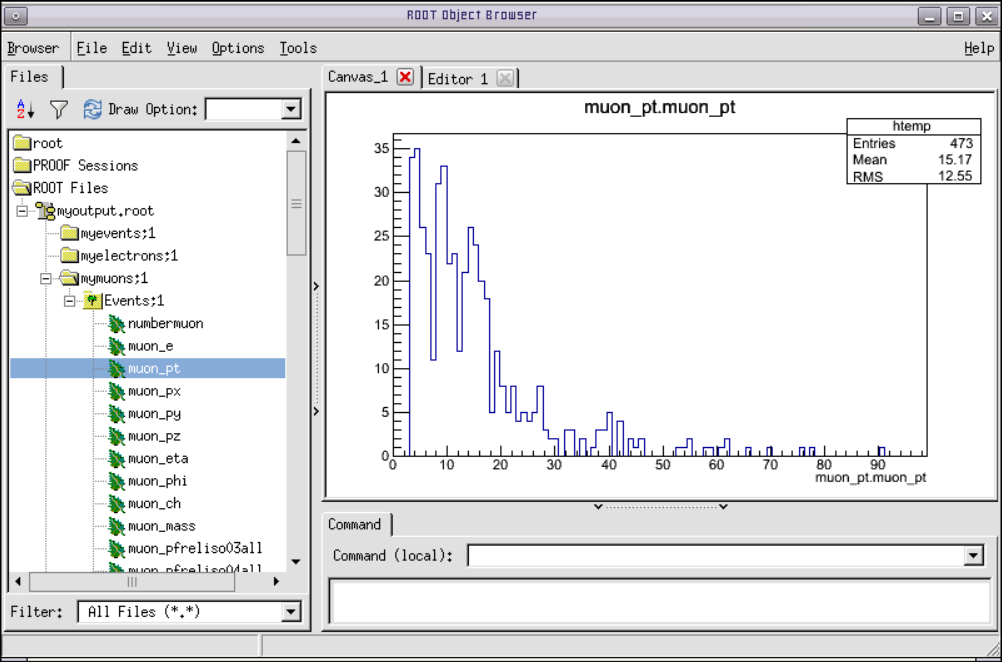 ROOT Object Browser
Browser File Edit View Options Tools Help
Files
Draw Option:
root
PROOF Sessions
ROOT Files
myoutput.root
myevents;1
myelectrons;1
mymuons;1
Events;1
numbermuon
muon_e
muon_pt
muon_px
muon_py
muon_pz
muon_eta
muon_phi
muon_ch
muon_mass
muon_pfreliso03all
muon_pfreliso04all
Filter: All Files (*.*)
Canvas_1 Editor 1
muon_pt.muon_pt
htemp
Entries 473
Mean 15.17
RMS 12.55
35
30
25
20
15
10
5
0
0 10 20 30 40 50 60 70 80 90
muon_pt.muon_pt
Command
Command (local):